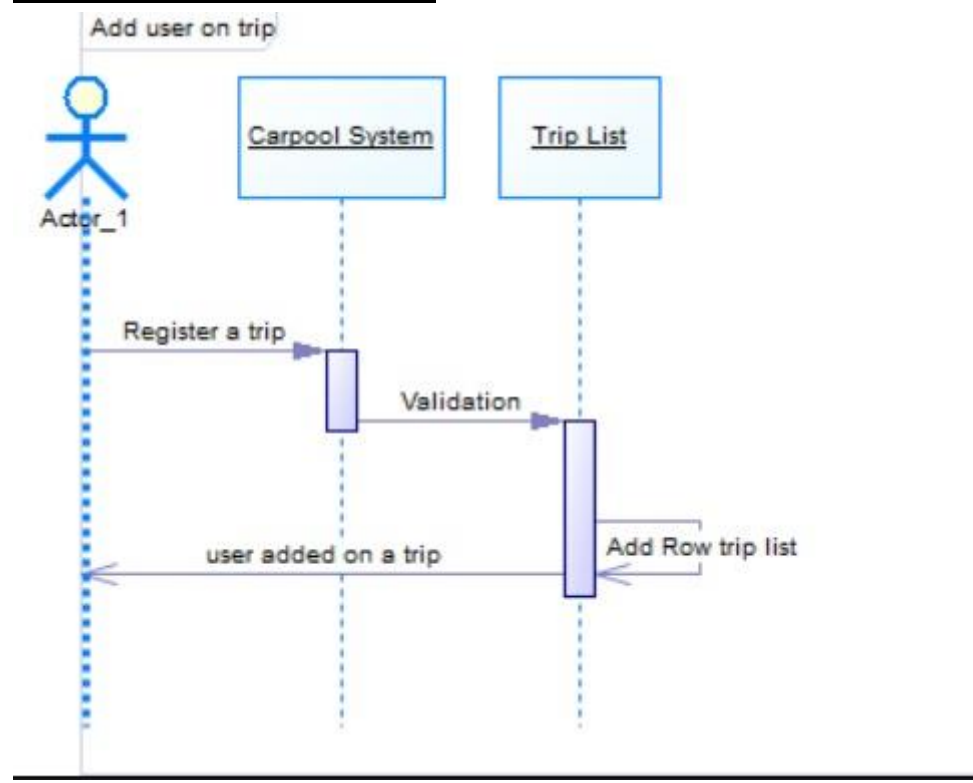 Add user on trip
Carpool System
Trip List
Actor_1
Register a trip
Validation
Add Row trip list
user added on a trip